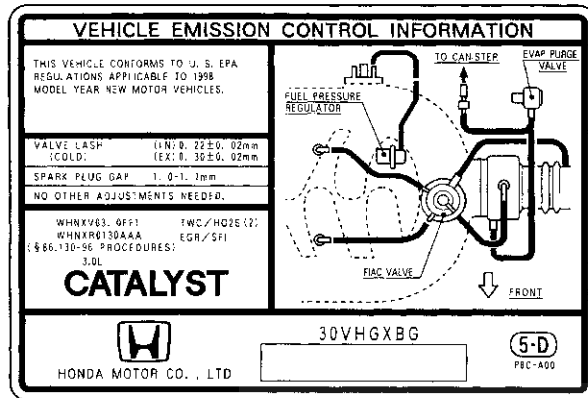 VEHICLE EMISSION CONTROL INFORMATION
THIS VEHICLE CONFORMS TO U. S. EPA
REGULATIONS APPLICABLE TO 1998
MODEL YEAR NEW MOTOR VEHICLES.
VALVE LASH (IN) 0. 22±0. 02mm
(COLD) (EX) 0. 30±0. 02mm
SPARK PLUG GAP 1. 0-1. 1mm
NO OTHER ADJUSTMENTS NEEDED.
TWC/HO2S (2)
WHNXR0130AAA EGR/SFI
(§86.130-96 PROCEDURES)
3.0L
CATALYST
TO CANISTER
EVAP PURGE
VALVE
FUEL PRESSURE
REGULATOR
FIAC VALVE
FRONT
HONDA MOTOR CO., LTD
30VHGXBG
5-D
P8C-A00